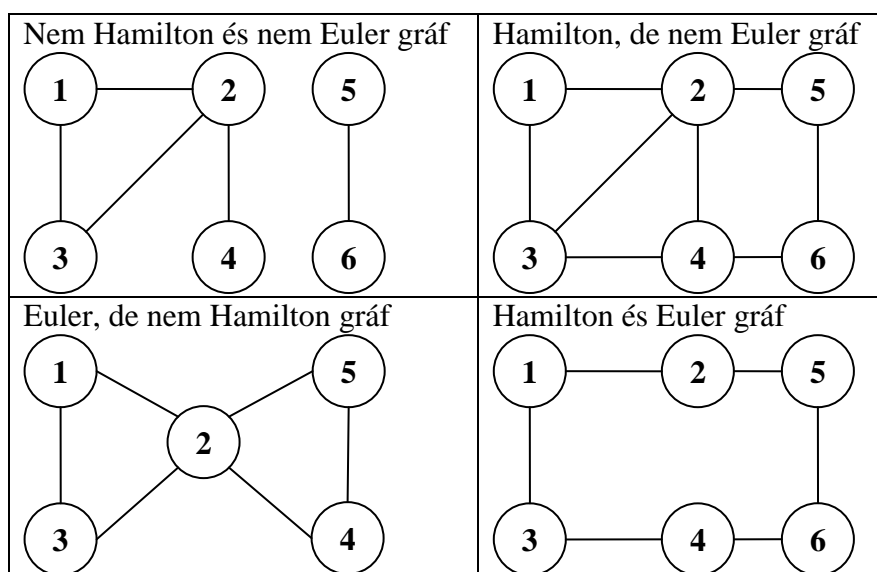 Nem Hamilton és nem Euler gráf
1 2 5
3 4 6
Hamilton, de nem Euler gráf
1 2 5
3 4 6
Euler, de nem Hamilton gráf
1 5
2
3 4
Hamilton és Euler gráf
1 2 5
3 4 6